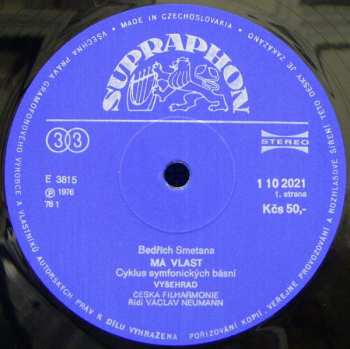 MADE IN CZECHOSLOVAKIA • VŠECHNA PRÁVA GRAMOFONOVÉHO VÝROBCE A VLASTNÍKŮ AUTORSKÝCH PRÁV K DÍLU VYHRAŽENA • POŘIZOVÁNÍ KOPIÍ, VEŘEJNÉ PROVOZOVÁNÍ A ROZHLASOVÉ ŠÍŘENÍ TÉTO DESKY JE ZAKÁZÁNO
SUPRAPHON
33
STEREO
E 3815
℗ 1976
78 1
1 10 2021
1. strana
Kčs 50,-
Bedřich Smetana
MÁ VLAST
Cyklus symfonických básní
VYŠEHRAD
ČESKÁ FILHARMONIE
Řídí VÁCLAV NEUMANN